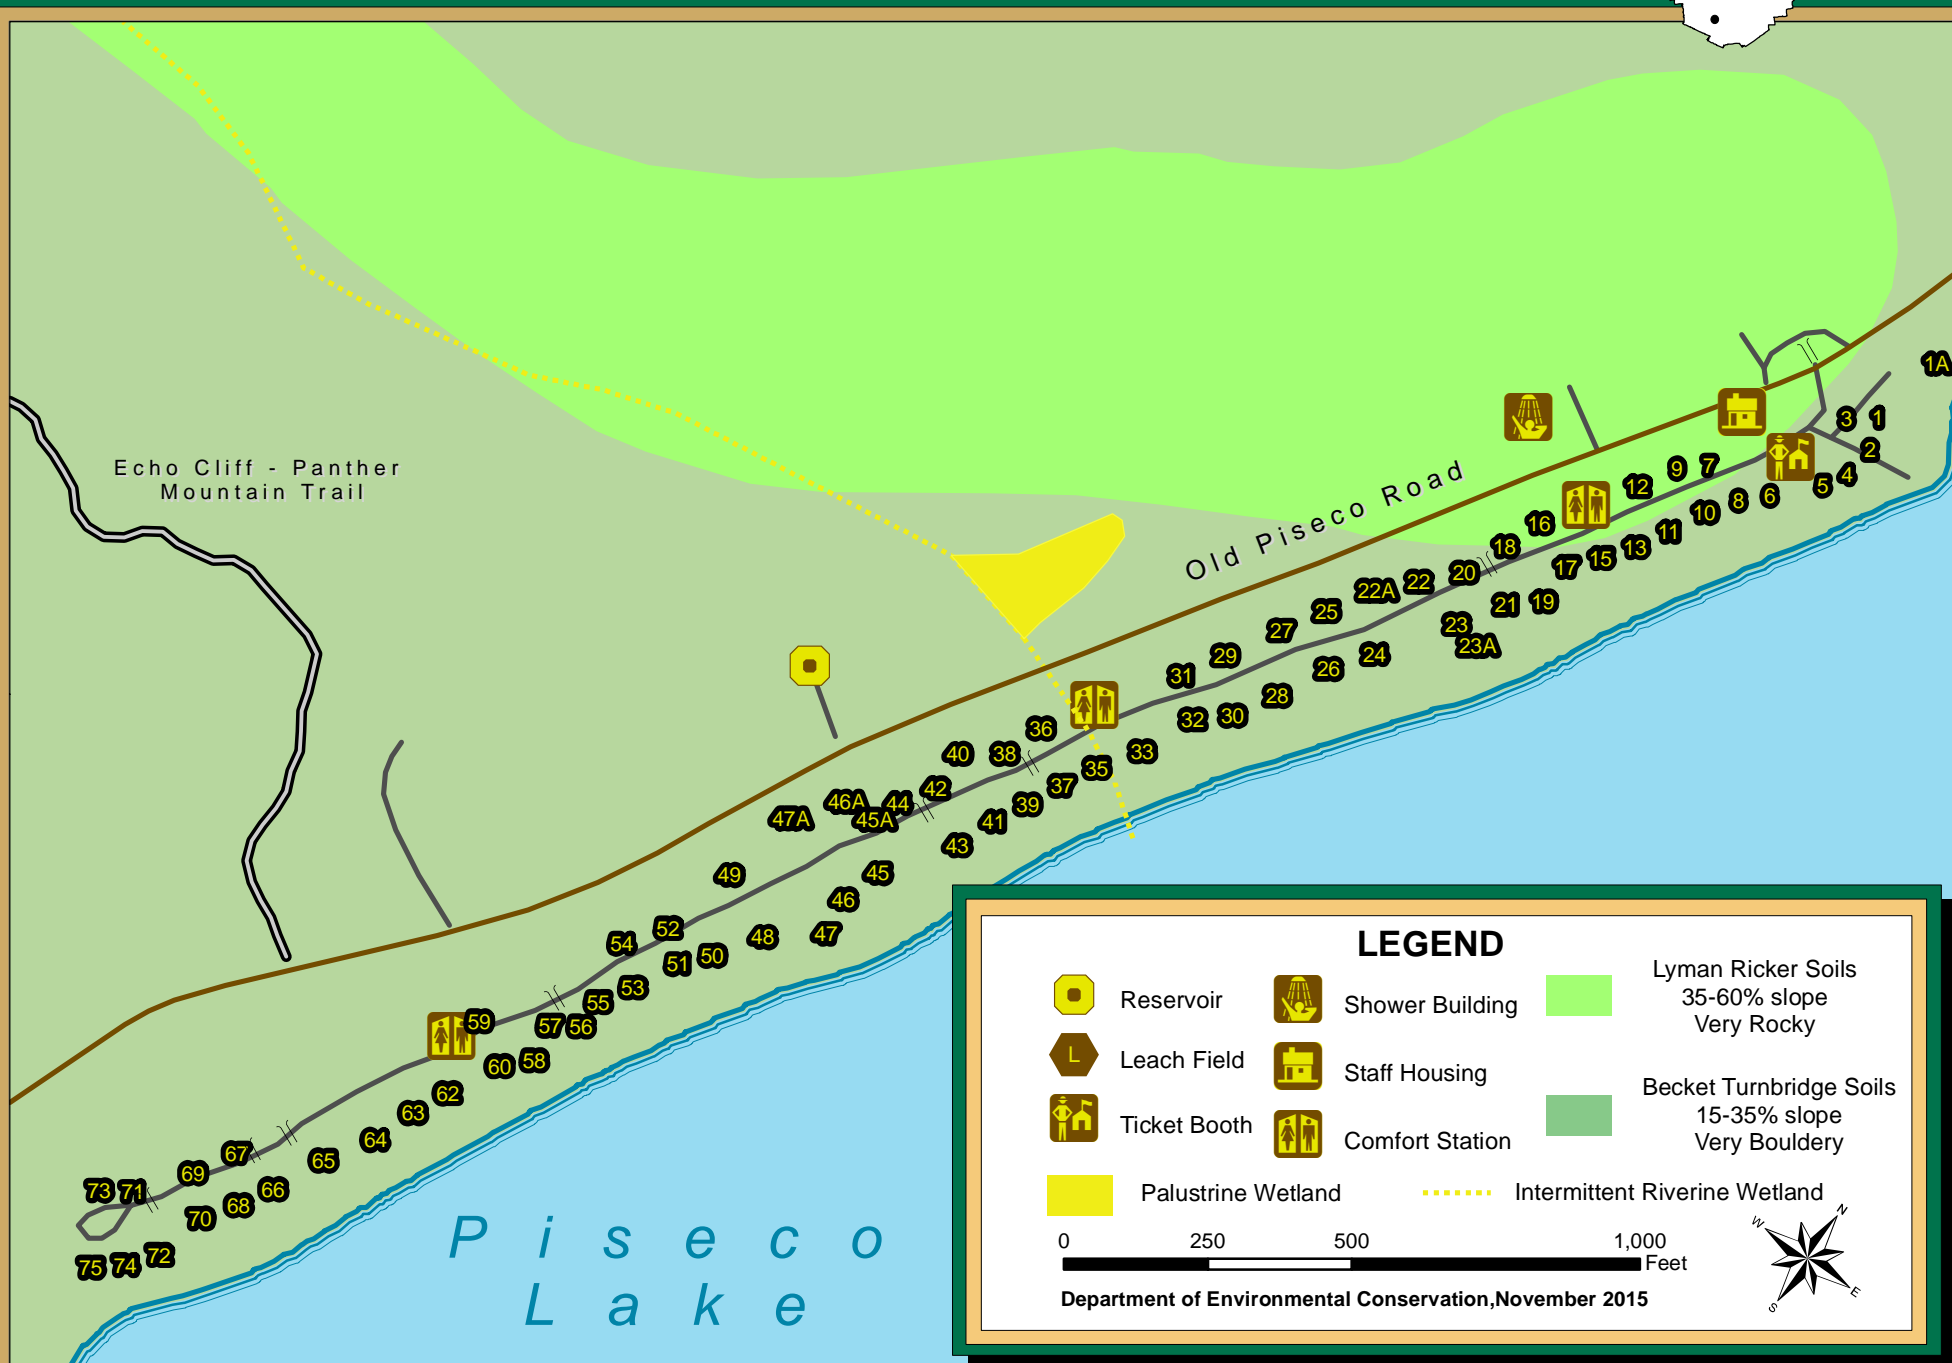 1A
3 1
2
Echo Cliff - Panther
Mountain Trail
Old Piseco Road
9 7
12
4
5
6
8
10
16
11
18
13
15
17
20
22
22A
19
21
25
23
23A
27
24
29
26
31
28
30
32
36
33
40
38
35
37
42
46A
44
39
47A
45A
41
43
45
49
46
52
47
48
54
50
51
53
55
59
57 56
58
60
62
63
64
67
65
69
73 71
66
68
70
72
75 74
Piseco
Lake
LEGEND
Reservoir
L
Leach Field
Ticket Booth
Shower Building
Staff Housing
Comfort Station
Lyman Ricker Soils
35-60% slope
Very Rocky
Becket Turnbridge Soils
15-35% slope
Very Bouldery
Palustrine Wetland
Intermittent Riverine Wetland
0 250 500 1,000
Feet
N
W
E
S
Department of Environmental Conservation,November 2015